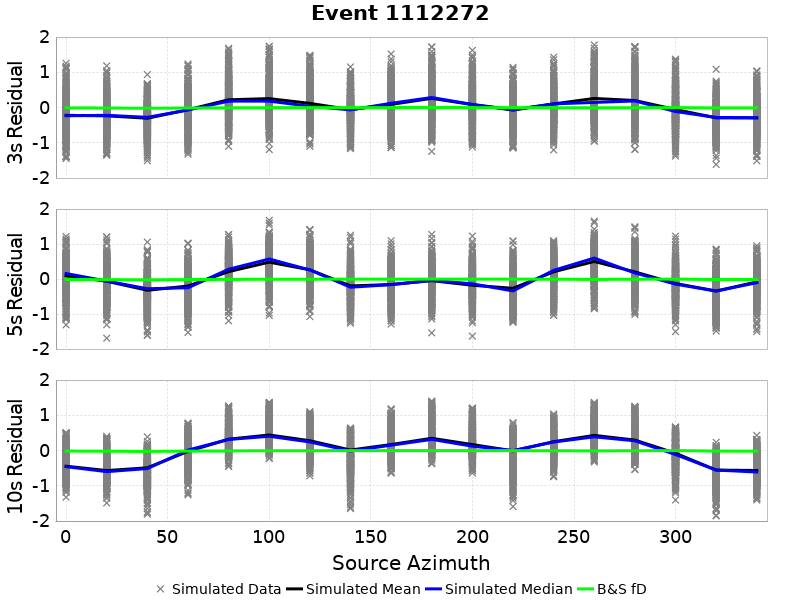 Event 1112272
3s Residual
2
1
0
-1
-2
5s Residual
2
1
0
-1
-2
10s Residual
2
1
0
-1
-2
0 50 100 150 200 250 300
Source Azimuth
Simulated Data Simulated Mean Simulated Median B&S fD